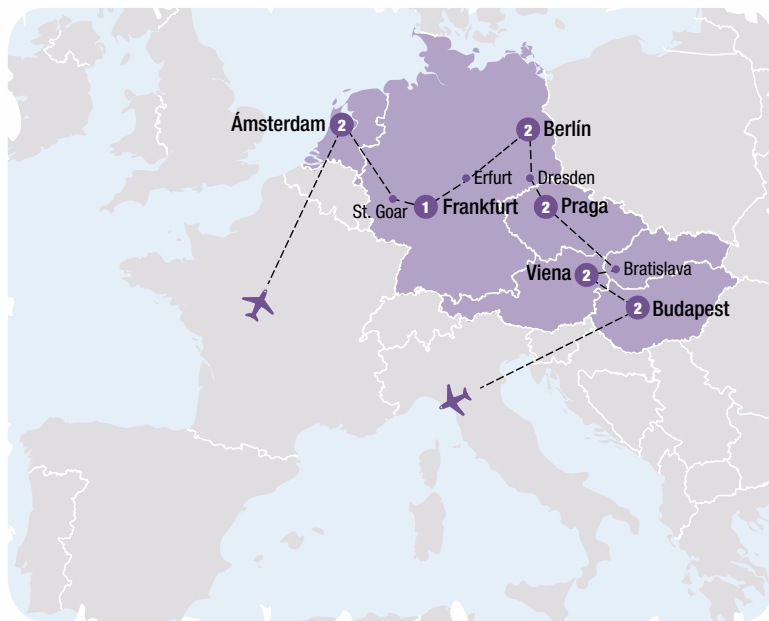 Ámsterdam 2
2 Berlín
Erfurt
Dresden
St. Goar
1 Frankfurt
2 Praga
Viena 2
Bratislava
2 Budapest